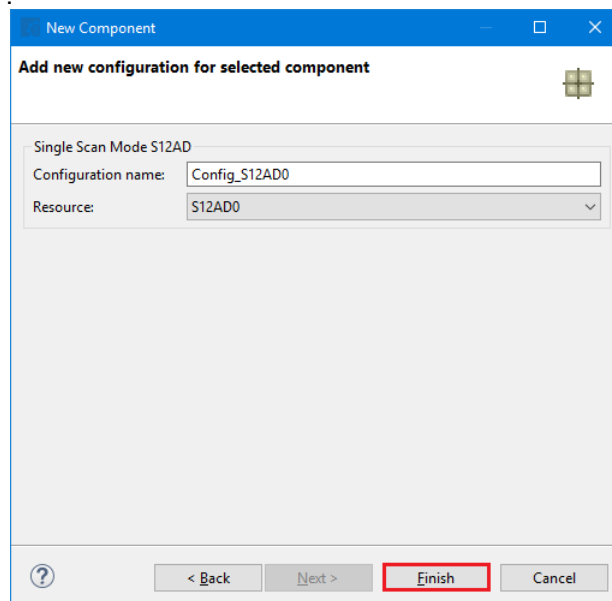 .
New Component
Add new configuration for selected component
Single Scan Mode S12AD
Configuration name: Config_S12AD0
Resource: S12AD0
? < Back Next > Finish Cancel